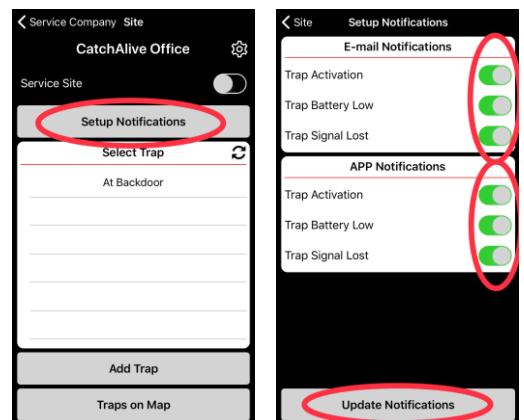 Service Company Site
CatchAlive Office
Service Site
Setup Notifications
Select Trap
At Backdoor
Add Trap
Traps on Map
Site Setup Notifications
E-mail Notifications
Trap Activation
Trap Battery Low
Trap Signal Lost
APP Notifications
Trap Activation
Trap Battery Low
Trap Signal Lost
Update Notifications